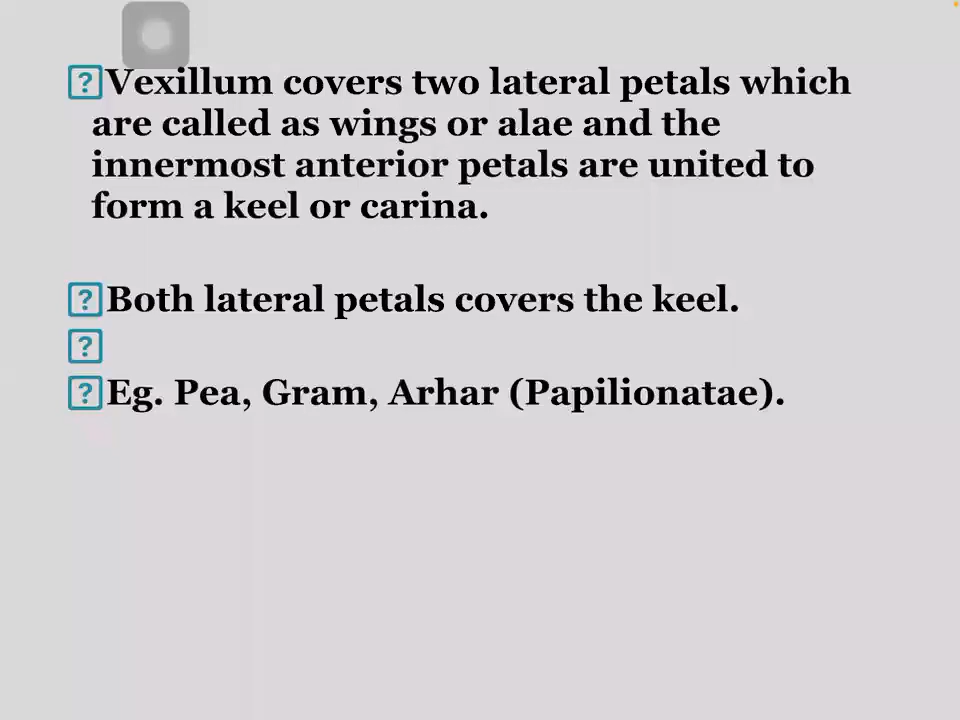 Vexillum covers two lateral petals which
are called as wings or alae and the
innermost anterior petals are united to
form a keel or carina.
Both lateral petals covers the keel.
Eg. Pea, Gram, Arhar (Papilionatae).